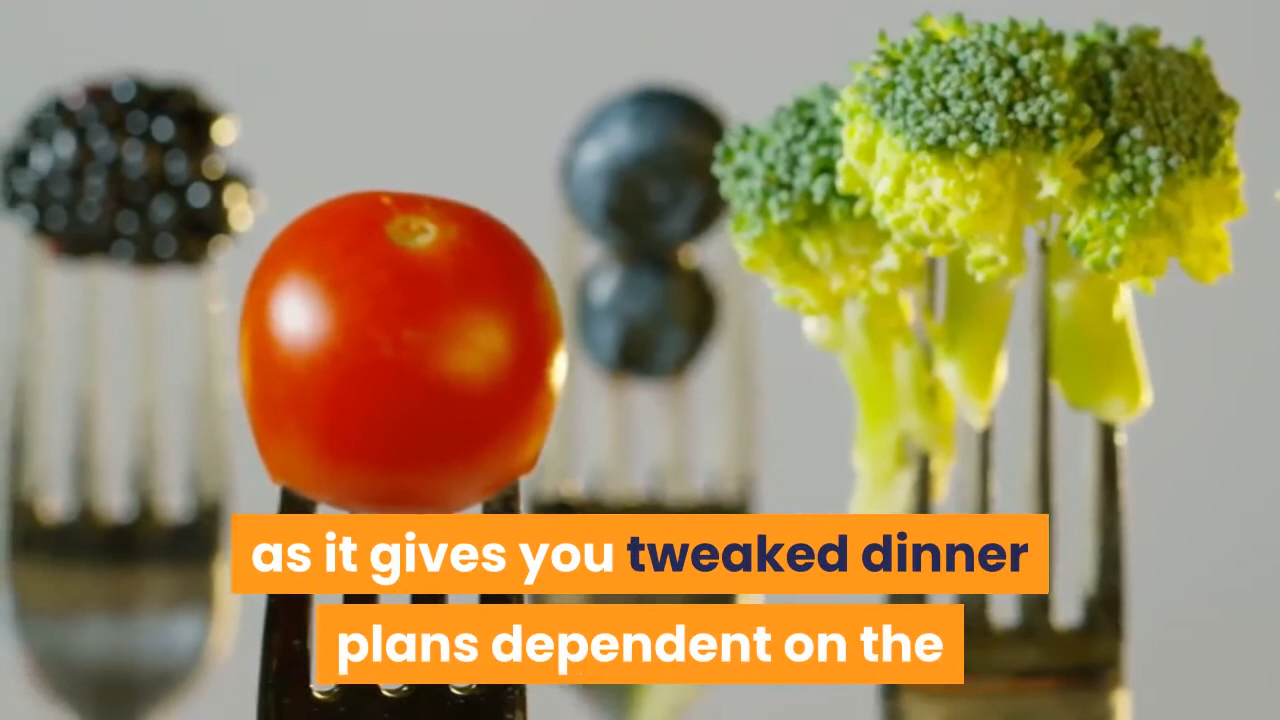 as it gives you tweaked dinner
plans dependent on the